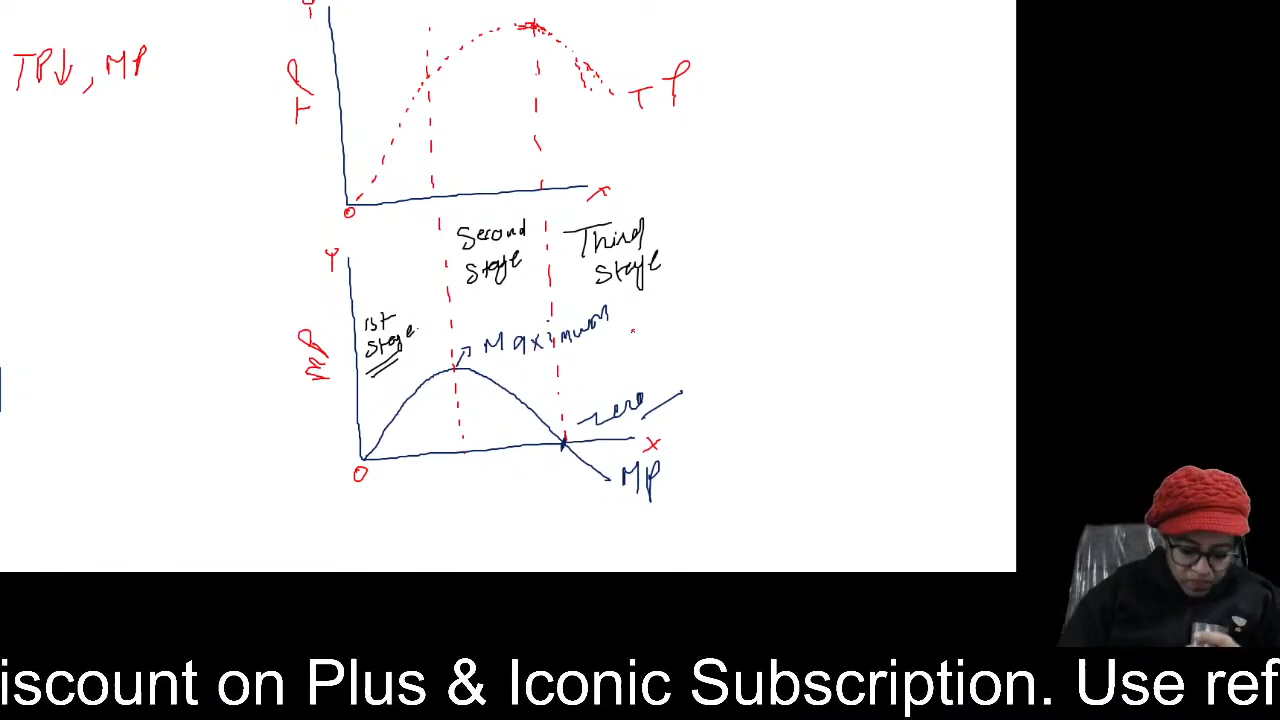 Y
TP↓, MP
TP
TP
X
O
Second
Stage
Third
Stage
Y
1st
Stage
Maximum
MP
Zero
X
O
MP
iscount on Plus & Iconic Subscription. Use ref